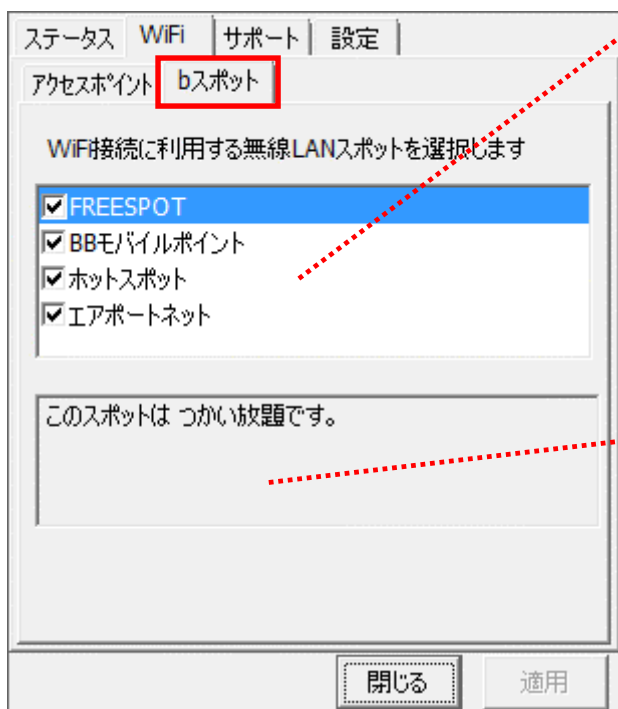 ステータス WiFi サポート 設定
アクセスポイント bスポット
WiFi接続に利用する無線LANスポットを選択します
FREESPOT
BBモバイルポイント
ホットスポット
エアポートネット
このスポットは つかい放題です。
閉じる 適用